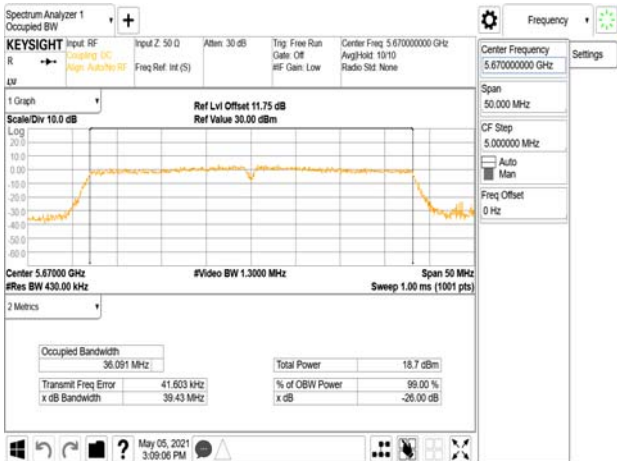 Spectrum Analyzer 1
Occupied BW
Frequency
KEYSIGHT
R
LVI
Input: RF
Coupling: DC
Align: Auto/No RF
Input Z: 50 Ω
Freq Ref: Int (S)
Atten: 30 dB
Trig: Free Run
Gate: Off
#IF Gain: Low
Center Freq: 5.670000000 GHz
Avg|Hold: 10/10
Radio Std: None
Center Frequency
5.670000000 GHz
Settings
Span
50.000 MHz
CF Step
5.000000 MHz
Auto
Man
Freq Offset
0 Hz
1 Graph
Scale/Div 10.0 dB
Ref Lvl Offset 11.75 dB
Ref Value 30.00 dBm
Log
20.0
10.0
0.00
-10.0
-20.0
-30.0
-40.0
-50.0
-60.0
Center 5.67000 GHz
#Res BW 430.00 kHz
#Video BW 1.3000 MHz
Span 50 MHz
Sweep 1.00 ms (1001 pts)
2 Metrics
Occupied Bandwidth
36.091 MHz
Total Power 18.7 dBm
Transmit Freq Error 41.603 kHz
% of OBW Power 99.00 %
x dB Bandwidth 39.43 MHz
x dB -26.00 dB
May 05, 2021
3:09:06 PM